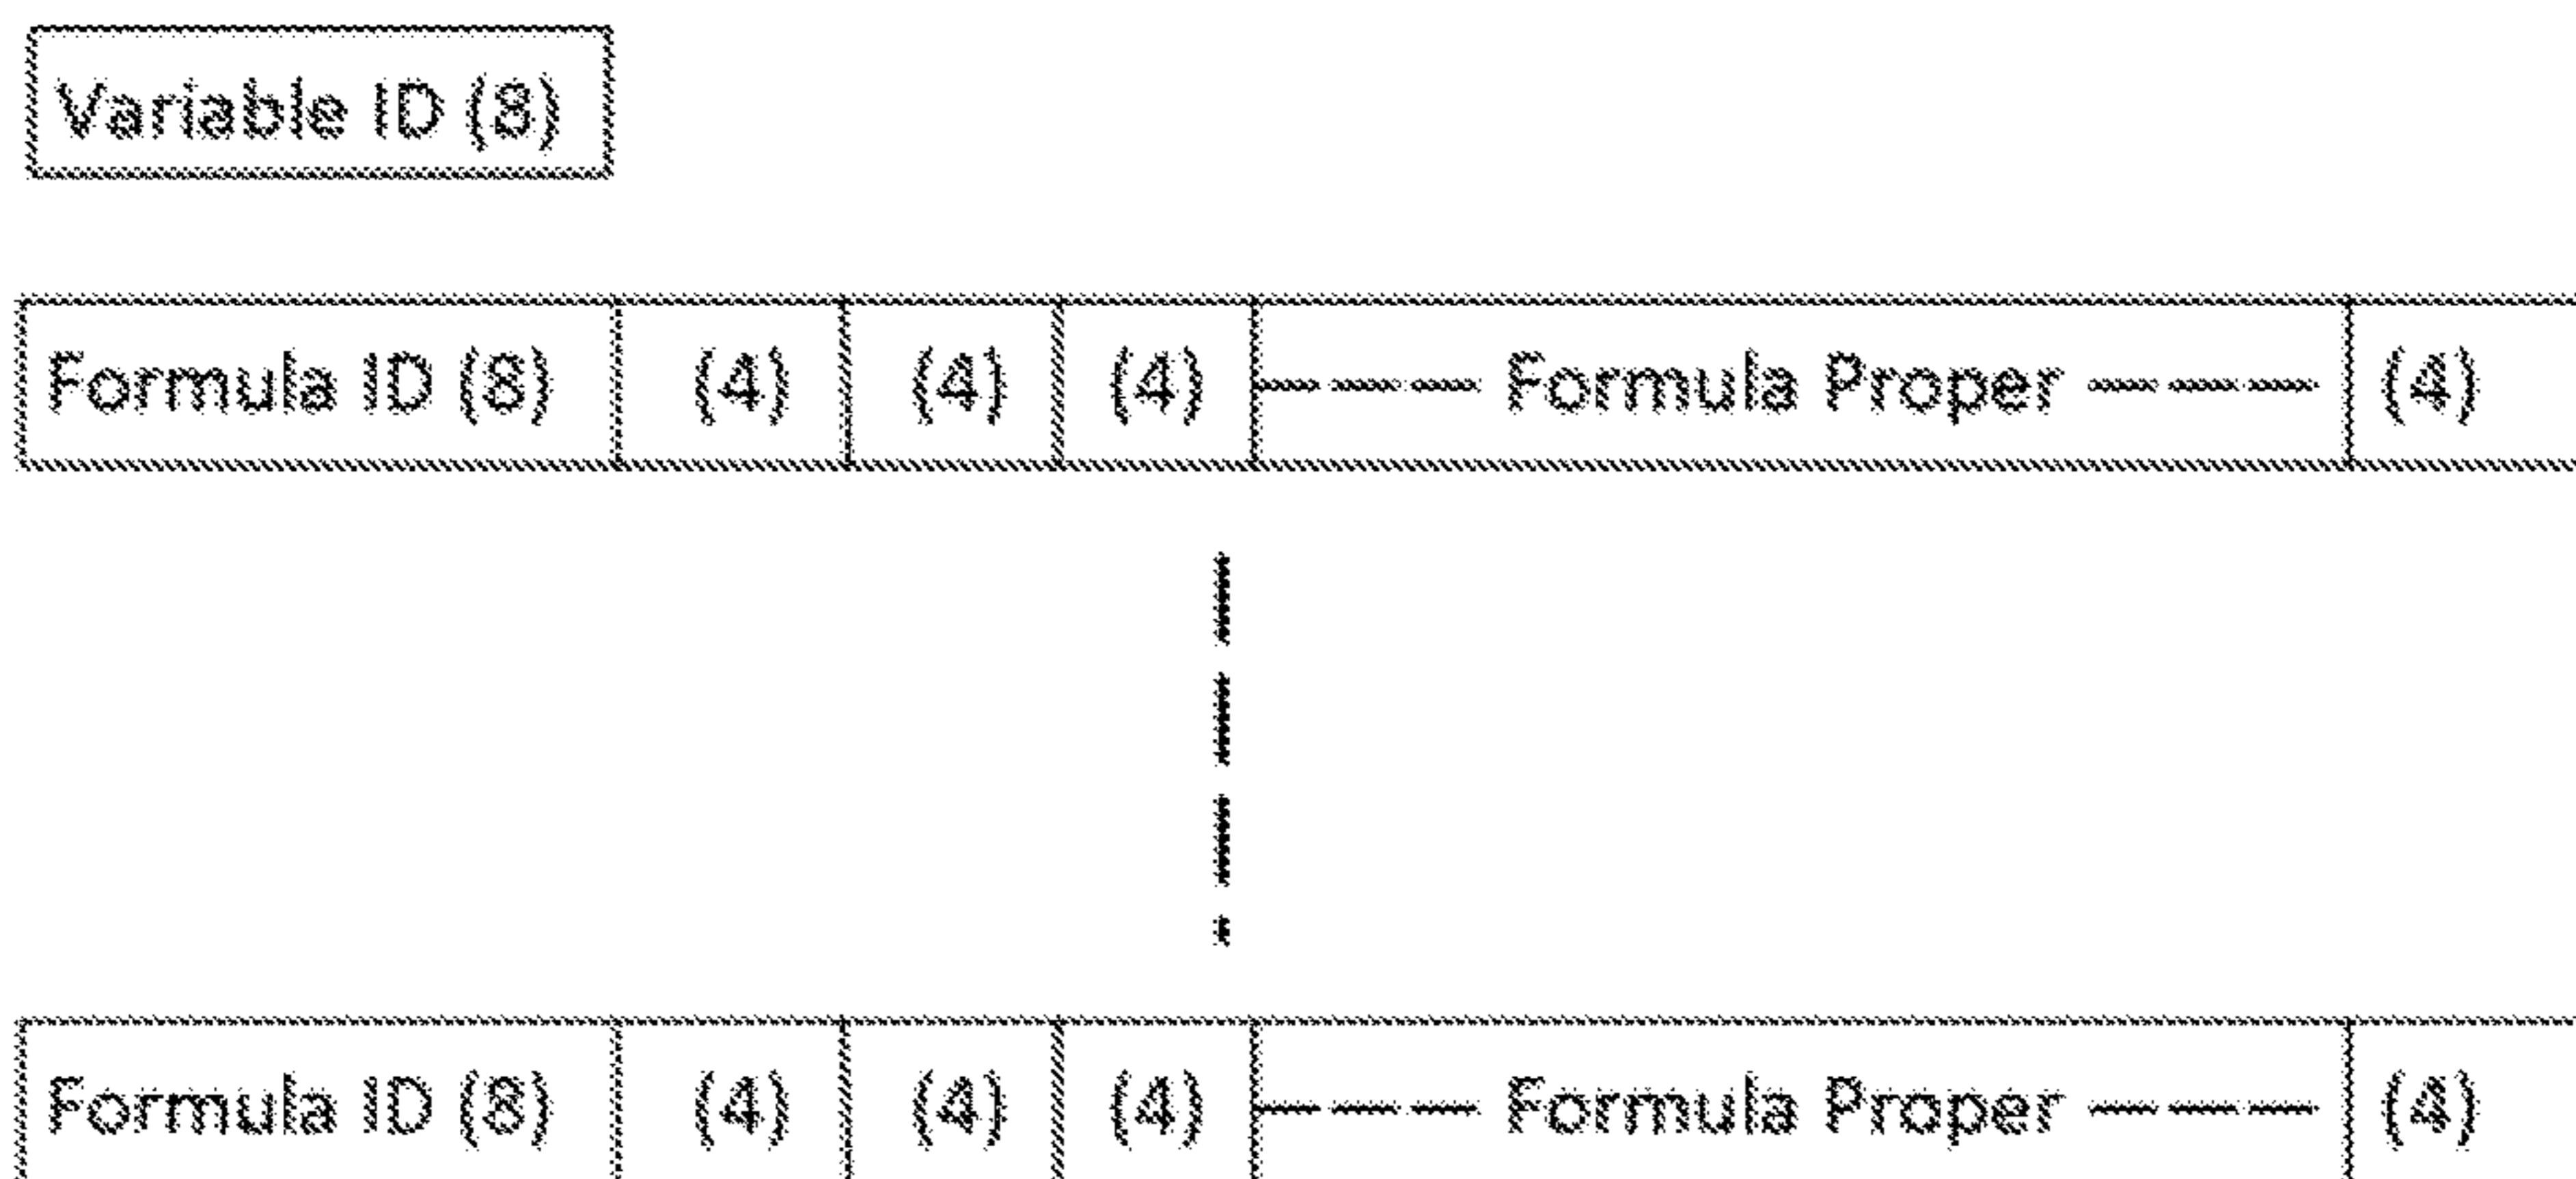 Variable ID (8)
Formula ID (8) (4) (4) (4) Formula Proper (4)
Formula ID (8) (4) (4) (4) Formula Proper (4)